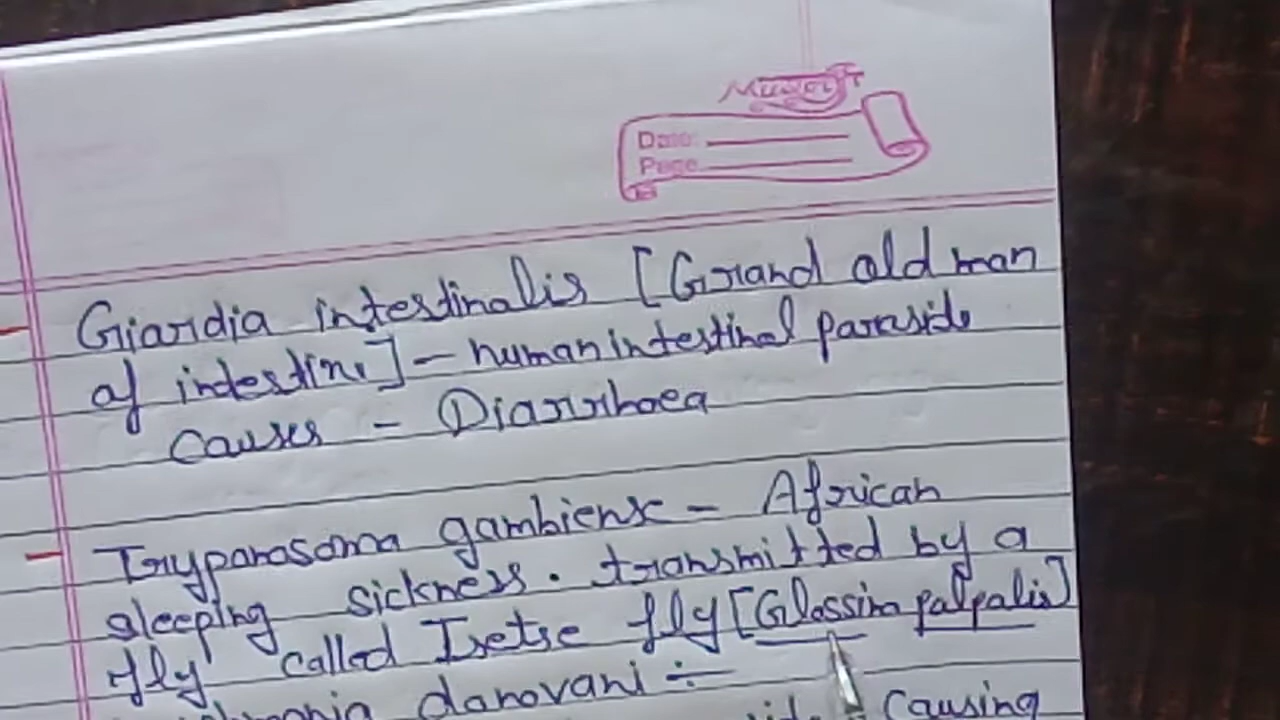 Date:
Page
Giardia intestinalis [Grand old man
of intestine] – human intestinal parasite
causes – Diarrhoea
– Trypanosoma gambiense – African
sleeping sickness. transmitted by a
fly called Tsetse fly [Glossina palpalis]
danovani ÷
causing